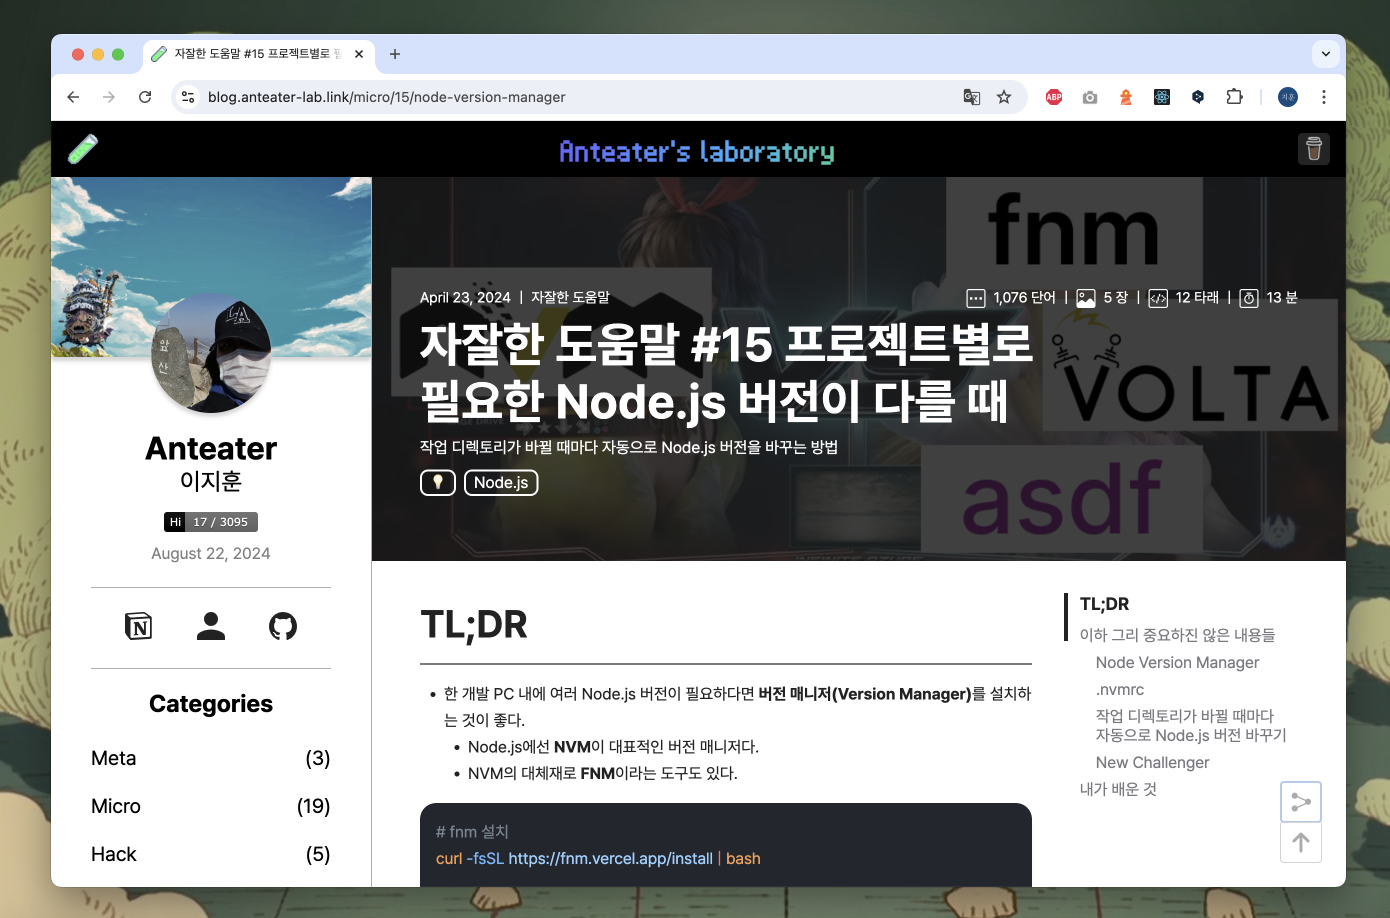 자잘한 도움말 #15 프로젝트별로
blog.anteater-lab.link/micro/15/node-version-manager
ABP
지훈
Anteater's laboratory
LA
앞
산
Anteater
이지훈
Hi 17 / 3095
August 22, 2024
Categories
Meta (3)
Micro (19)
Hack (5)
fnm
VOLTA
asdf
April 23, 2024 | 자잘한 도움말
1,076 단어 | 5 장 | 12 타래 | 13 분
자잘한 도움말 #15 프로젝트별로
필요한 Node.js 버전이 다를 때
작업 디렉토리가 바뀔 때마다 자동으로 Node.js 버전을 바꾸는 방법
Node.js
TL;DR
• 한 개발 PC 내에 여러 Node.js 버전이 필요하다면 버전 매니저(Version Manager)를 설치하
는 것이 좋다.
• Node.js에선 NVM이 대표적인 버전 매니저다.
• NVM의 대체재로 FNM이라는 도구도 있다.
# fnm 설치
curl -fsSL https://fnm.vercel.app/install | bash
TL;DR
이하 그리 중요하진 않은 내용들
Node Version Manager
.nvmrc
작업 디렉토리가 바뀔 때마다
자동으로 Node.js 버전 바꾸기
New Challenger
내가 배운 것